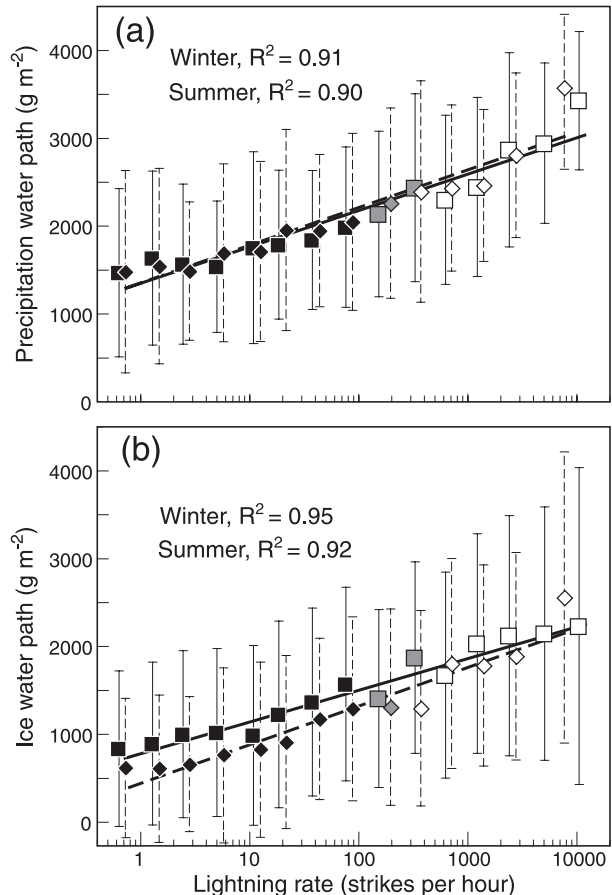 (a)
Winter, R² = 0.91
Summer, R² = 0.90
Precipitation water path (g m⁻²)
4000
3000
2000
1000
0
(b)
Winter, R² = 0.95
Summer, R² = 0.92
Ice water path (g m⁻²)
4000
3000
2000
1000
0
1 10 100 1000 10000
Lightning rate (strikes per hour)